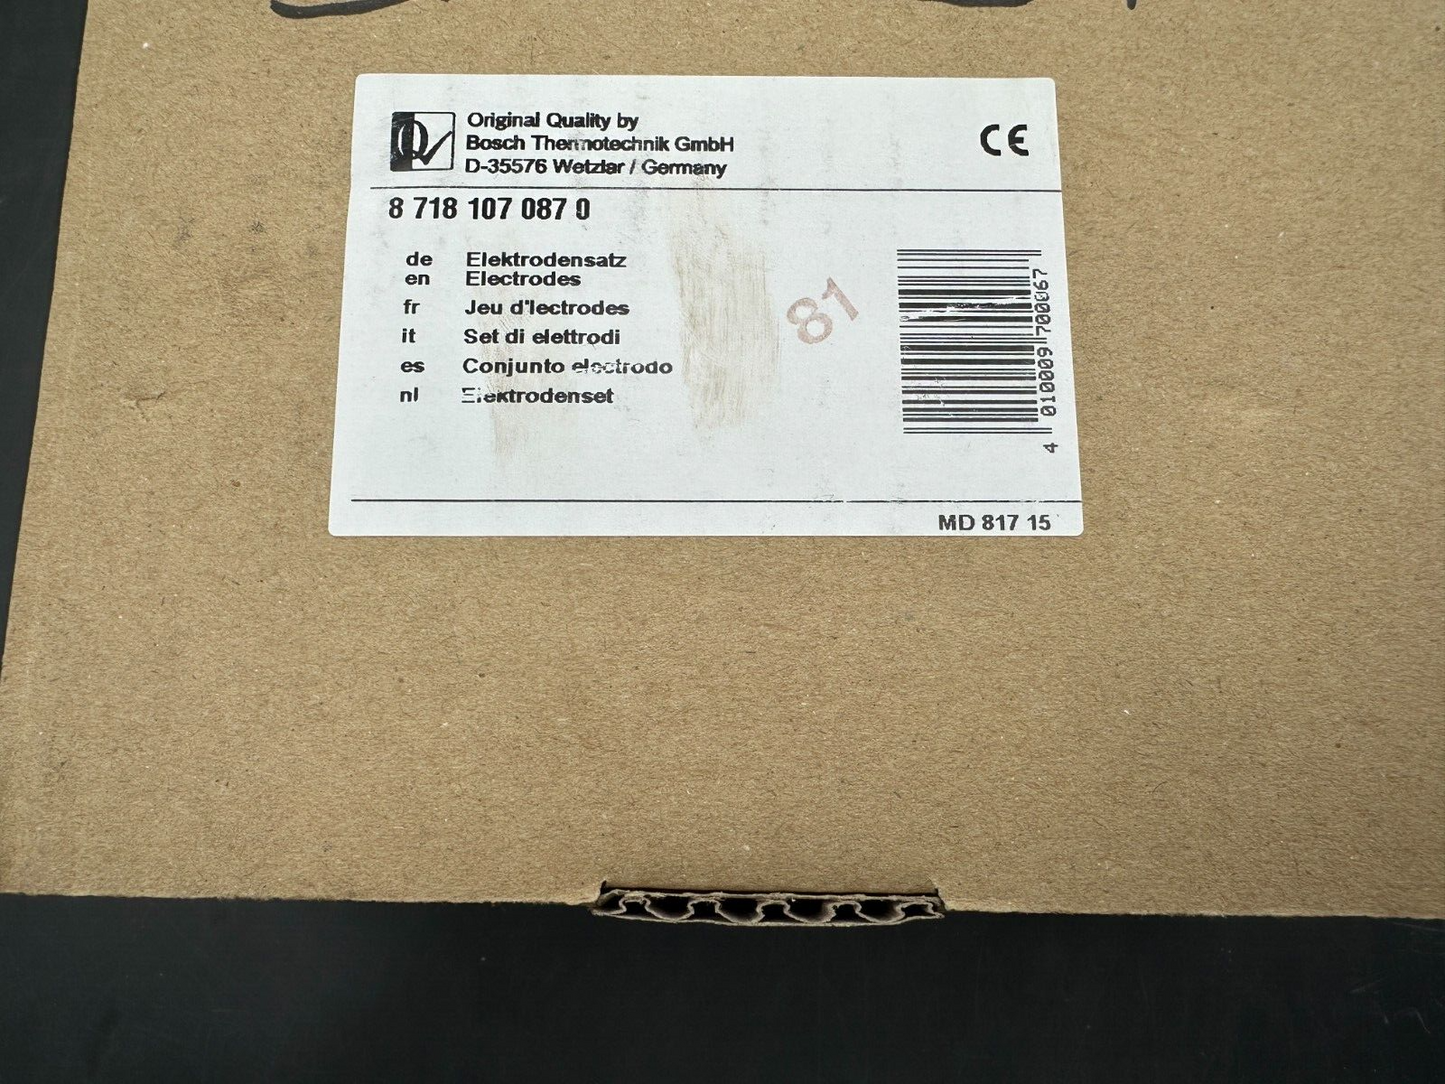 Original Quality by
Bosch Thermotechnik GmbH
D-35576 Wetzlar / Germany
CE
8 718 107 087 0
de Elektrodensatz
en Electrodes
fr Jeu d'lectrodes
it Set di elettrodi
es Conjunto electrodo
nl Elektrodenset
81
4 010009 700067
MD 817 15